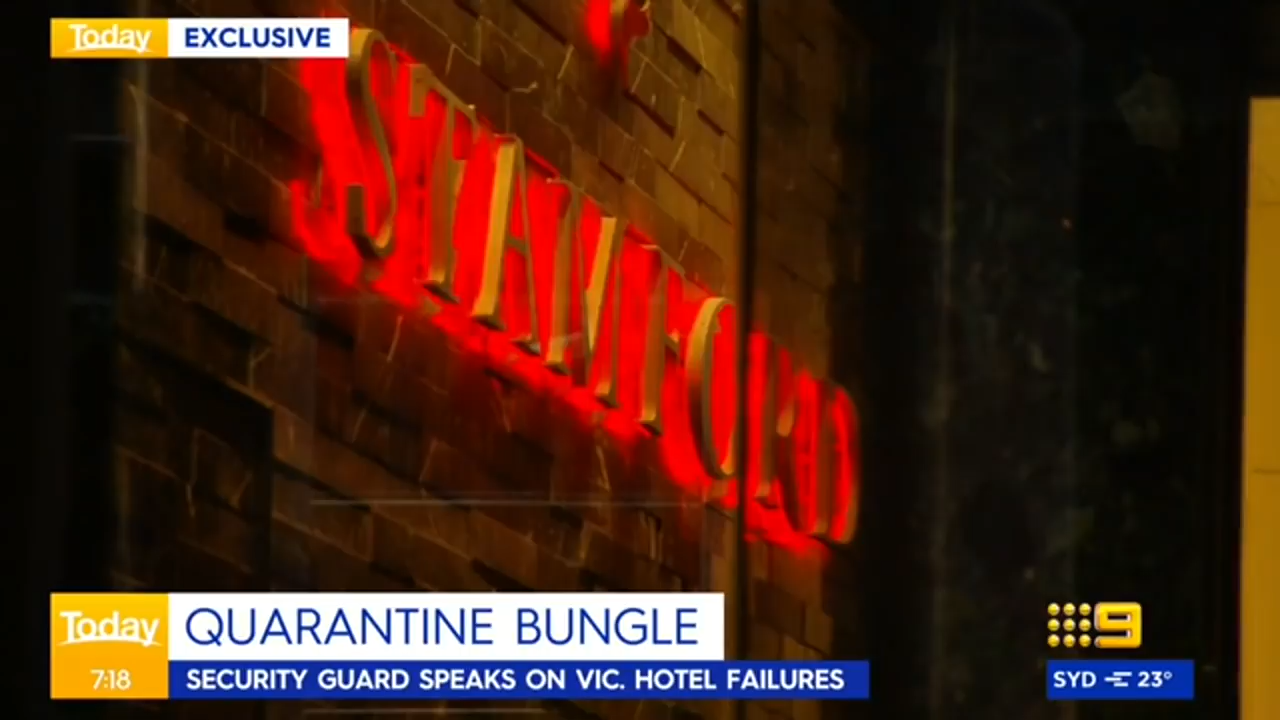 Today EXCLUSIVE
STAMFORD
Today QUARANTINE BUNGLE
7:18 SECURITY GUARD SPEAKS ON VIC. HOTEL FAILURES
9
SYD 23°